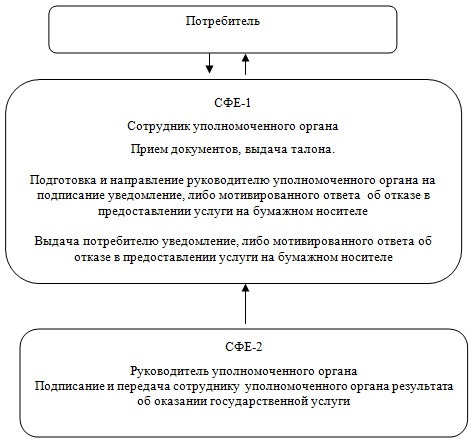 Потребитель
СФЕ-1
Сотрудник уполномоченного органа
Прием документов, выдача талона.
Подготовка и направление руководителю уполномоченного органа на
подписание уведомление, либо мотивированного ответа об отказе в
предоставлении услуги на бумажном носителе
Выдача потребителю уведомление, либо мотивированного ответа об
отказе в предоставлении услуги на бумажном носителе
СФЕ-2
Руководитель уполномоченного органа
Подписание и передача сотруднику уполномоченного органа результата
об оказании государственной услуги